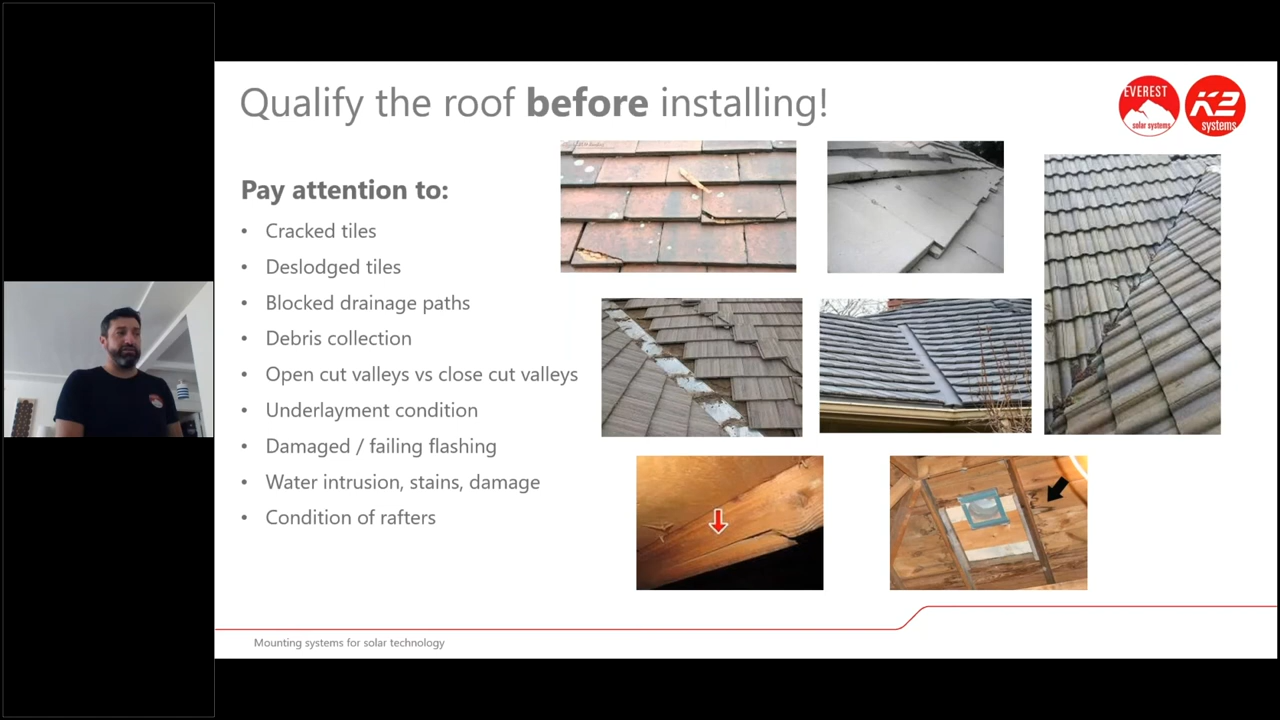 Qualify the roof before installing!
EVEREST
solar systems
K2
systems
Pay attention to:
• Cracked tiles
• Deslodged tiles
• Blocked drainage paths
• Debris collection
• Open cut valleys vs close cut valleys
• Underlayment condition
• Damaged / failing flashing
• Water intrusion, stains, damage
• Condition of rafters
Mounting systems for solar technology